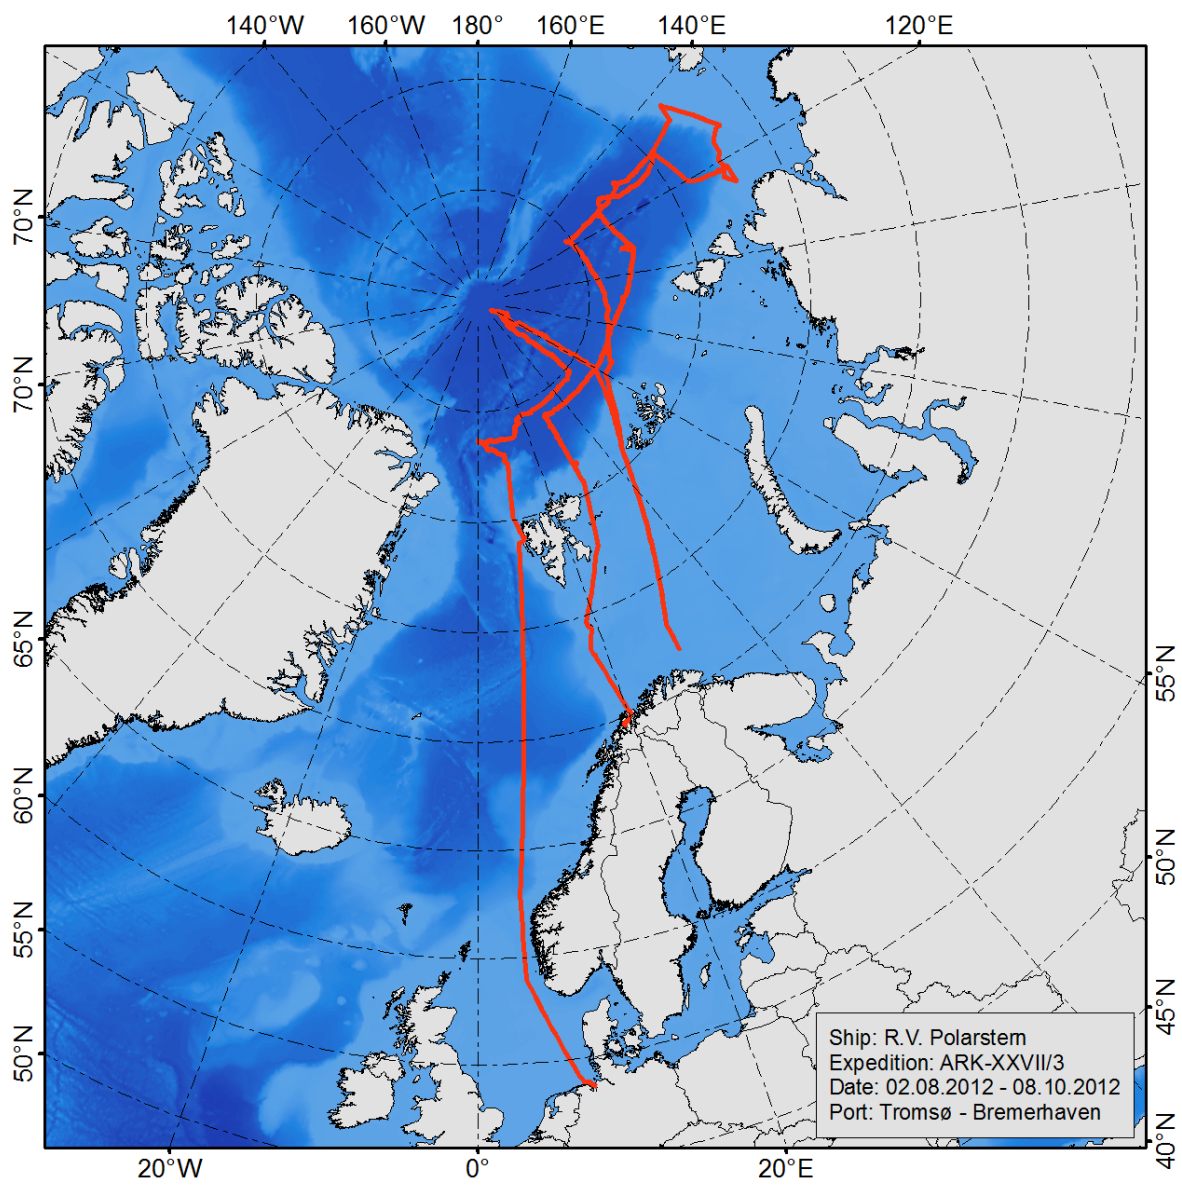 140°W 160°W 180° 160°E 140°E 120°E
70°N
70°N
65°N
60°N
55°N
50°N
55°N
50°N
45°N
40°N
Ship: R.V. Polarstern
Expedition: ARK-XXVII/3
Date: 02.08.2012 - 08.10.2012
Port: Tromsø - Bremerhaven
20°W 0° 20°E